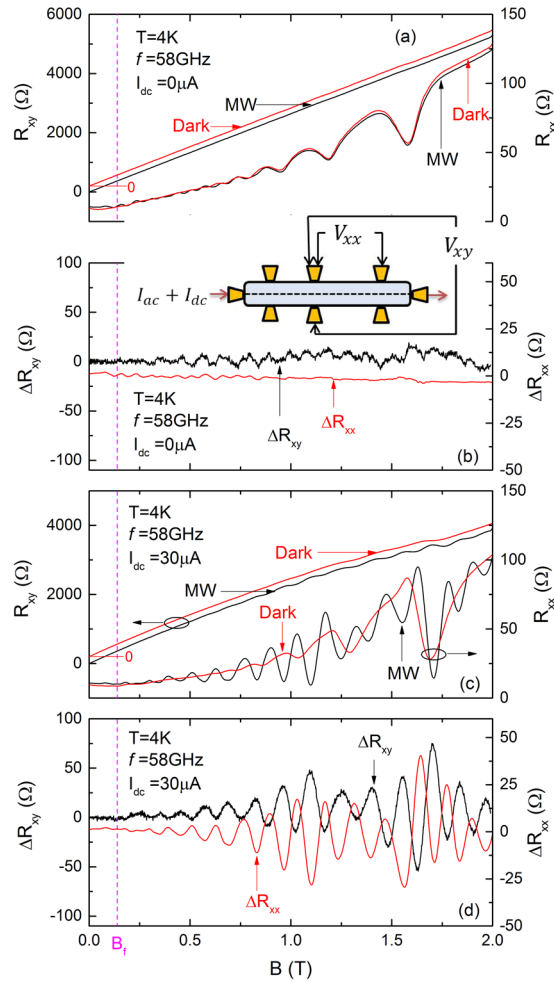 (a)
T=4K
f=58GHz
I_dc=0μA
MW
Dark
Dark
MW
0
R_xy (Ω)
6000
4000
2000
0
R_xx (Ω)
150
100
50
0
V_xx
V_xy
I_ac + I_dc
ΔR_xy (Ω)
100
50
0
-50
-100
ΔR_xx (Ω)
50
25
0
-25
-50
T=4K
f=58GHz
I_dc=0μA
ΔR_xy
ΔR_xx
(b)
T=4K
f=58GHz
I_dc=30μA
Dark
MW
Dark
MW
0
(c)
R_xy (Ω)
4000
2000
0
R_xx (Ω)
150
100
50
0
T=4K
f=58GHz
I_dc=30μA
ΔR_xy
ΔR_xx
(d)
ΔR_xy (Ω)
100
50
0
-50
-100
ΔR_xx (Ω)
50
25
0
-25
-50
0.0
0.5
1.0
1.5
2.0
B_f
B (T)